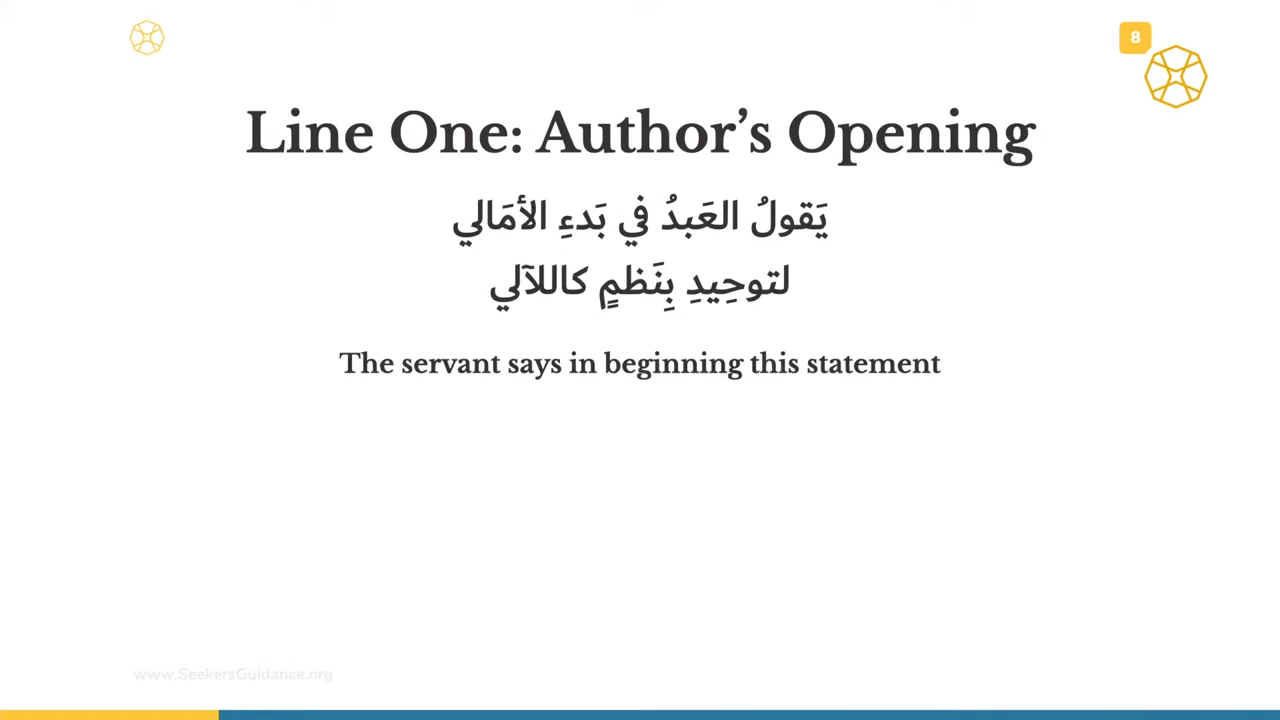 8
Line One: Author’s Opening
يَقولُ العَبدُ في بَدءِ الأمَالي
لتوحِيدِ بِنَظمٍ كاللآلي
The servant says in beginning this statement
www.SeekersGuidance.org